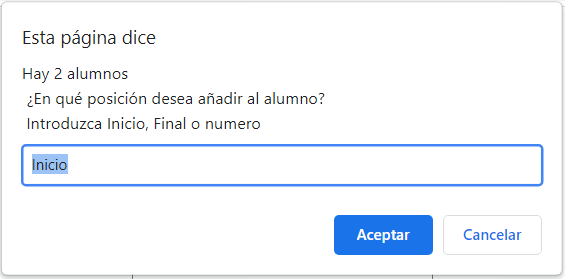 Esta página dice
Hay 2 alumnos
¿En qué posición desea añadir al alumno?
Introduzca Inicio, Final o numero
Inicio
Aceptar
Cancelar